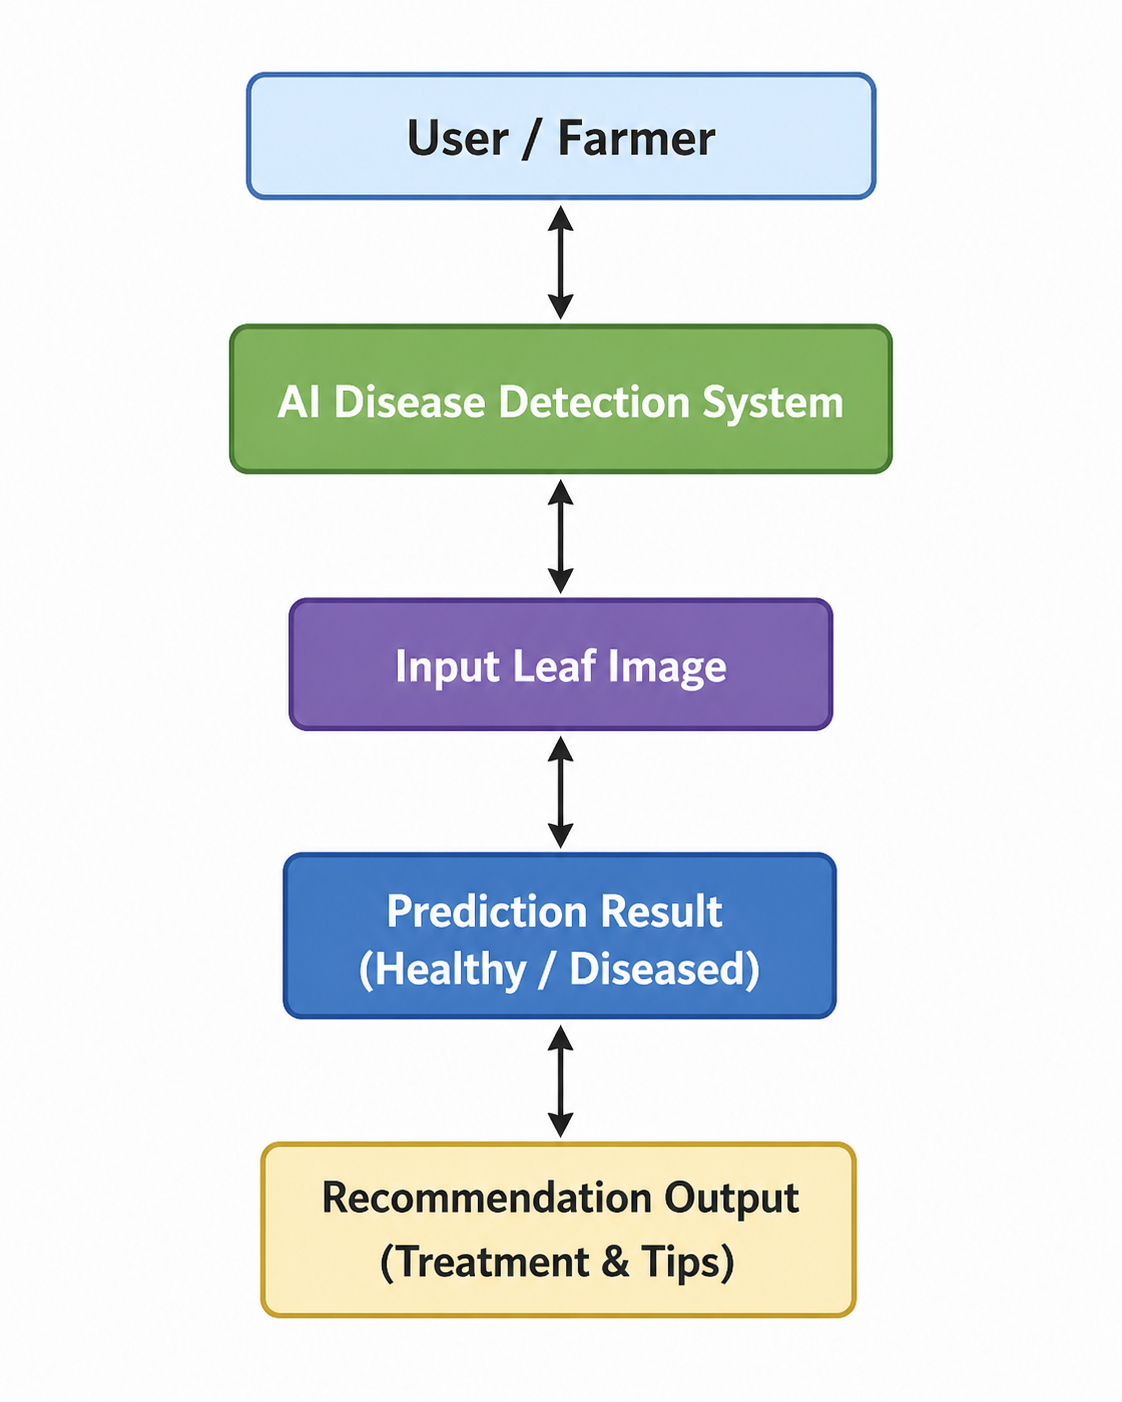 User / Farmer
AI Disease Detection System
Input Leaf Image
Prediction Result
(Healthy / Diseased)
Recommendation Output
(Treatment & Tips)